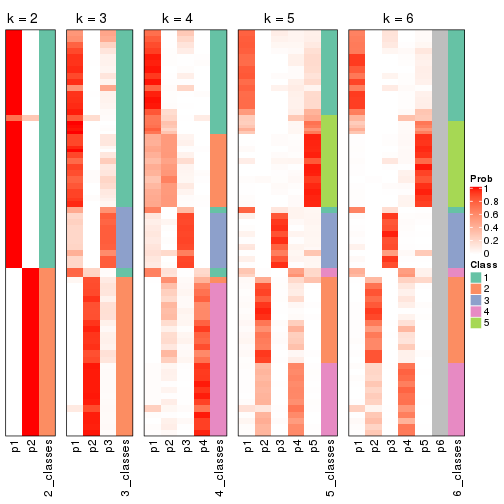 k = 2
k = 3
k = 4
k = 5
k = 6
Prob
1
0.8
0.6
0.4
0.2
0
Class
1
2
3
4
5
p1
p2
2_classes
p1
p2
p3
3_classes
p1
p2
p3
p4
4_classes
p1
p2
p3
p4
p5
5_classes
p1
p2
p3
p4
p5
p6
6_classes